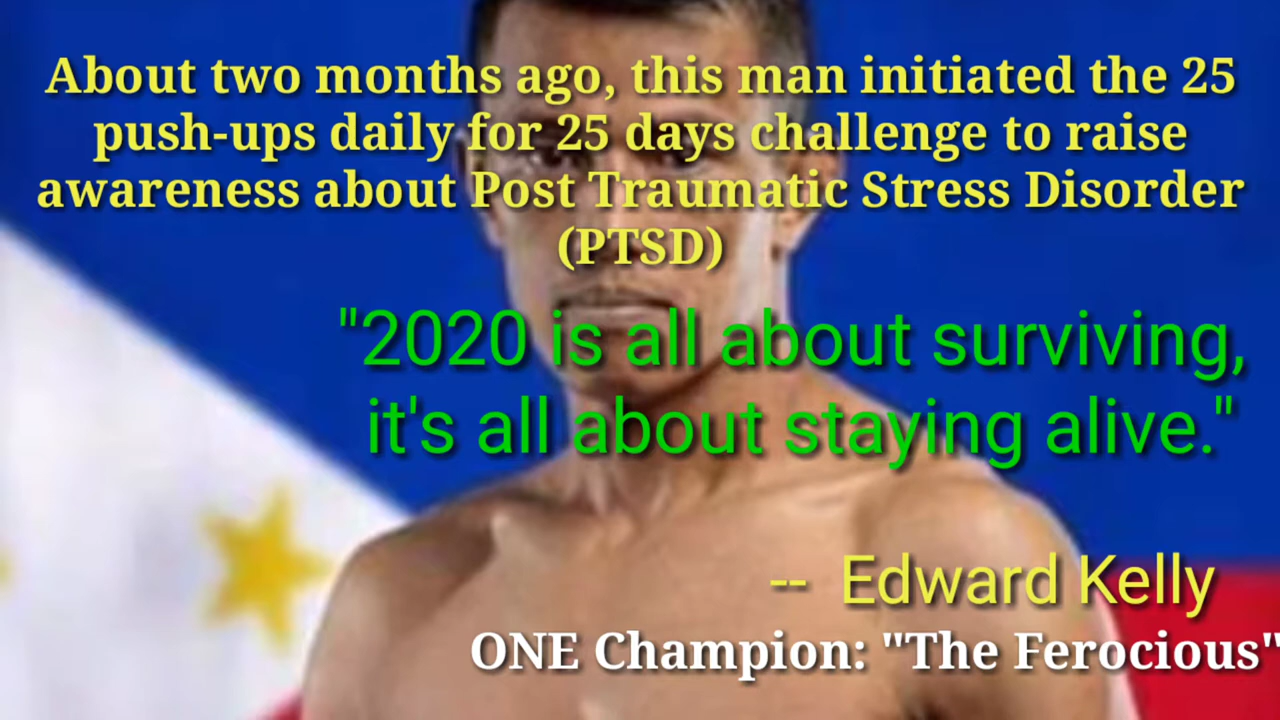 About two months ago, this man initiated the 25
push-ups daily for 25 days challenge to raise
awareness about Post Traumatic Stress Disorder
(PTSD)
"2020 is all about surviving,
it's all about staying alive."
-- Edward Kelly
ONE Champion: "The Ferocious"